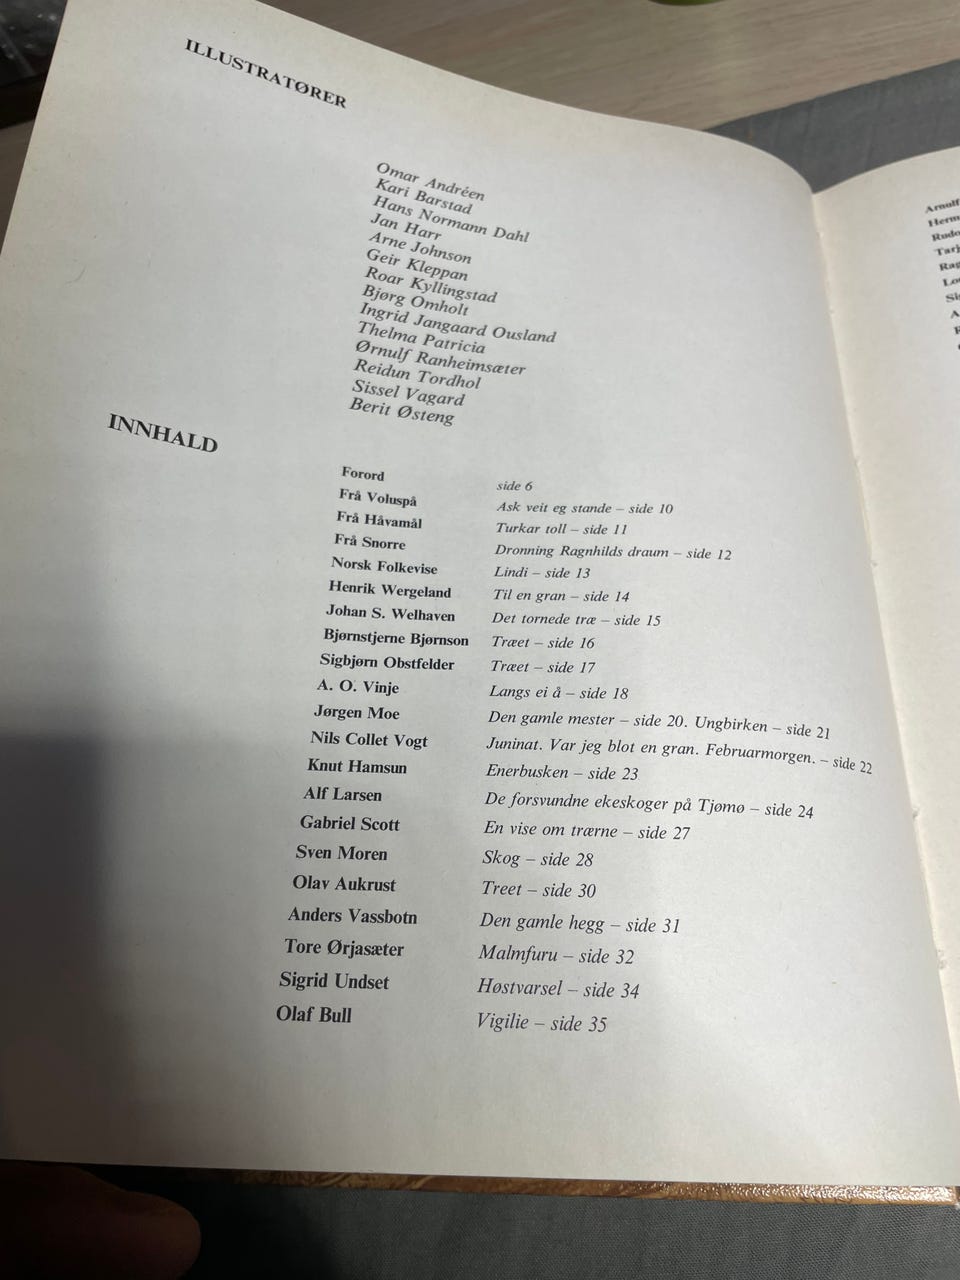 ILLUSTRATØRER
Omar Andréen
Kari Barstad
Hans Normann Dahl
Jan Harr
Arne Johnson
Geir Kleppan
Roar Kyllingstad
Bjørg Omholt
Ingrid Jangaard Ousland
Thelma Patricia
Ørnulf Ranheimsæter
Reidun Tordhol
Sissel Vagard
Berit Østeng
INNHALD
Forord side 6
Frå Voluspå Ask veit eg stande – side 10
Frå Håvamål Turkar toll – side 11
Frå Snorre Dronning Ragnhilds draum – side 12
Norsk Folkevise Lindi – side 13
Henrik Wergeland Til en gran – side 14
Johan S. Welhaven Det tornede træ – side 15
Bjørnstjerne Bjørnson Træet – side 16
Sigbjørn Obstfelder Træet – side 17
A. O. Vinje Langs ei å – side 18
Jørgen Moe Den gamle mester – side 20. Ungbirken – side 21
Nils Collet Vogt Juninat. Var jeg blot en gran. Februarmorgen. – side 22
Knut Hamsun Enerbusken – side 23
Alf Larsen De forsvundne ekeskoger på Tjømø – side 24
Gabriel Scott En vise om trærne – side 27
Sven Moren Skog – side 28
Olav Aukrust Treet – side 30
Anders Vassbotn Den gamle hegg – side 31
Tore Ørjasæter Malmfuru – side 32
Sigrid Undset Høstvarsel – side 34
Olaf Bull Vigilie – side 35